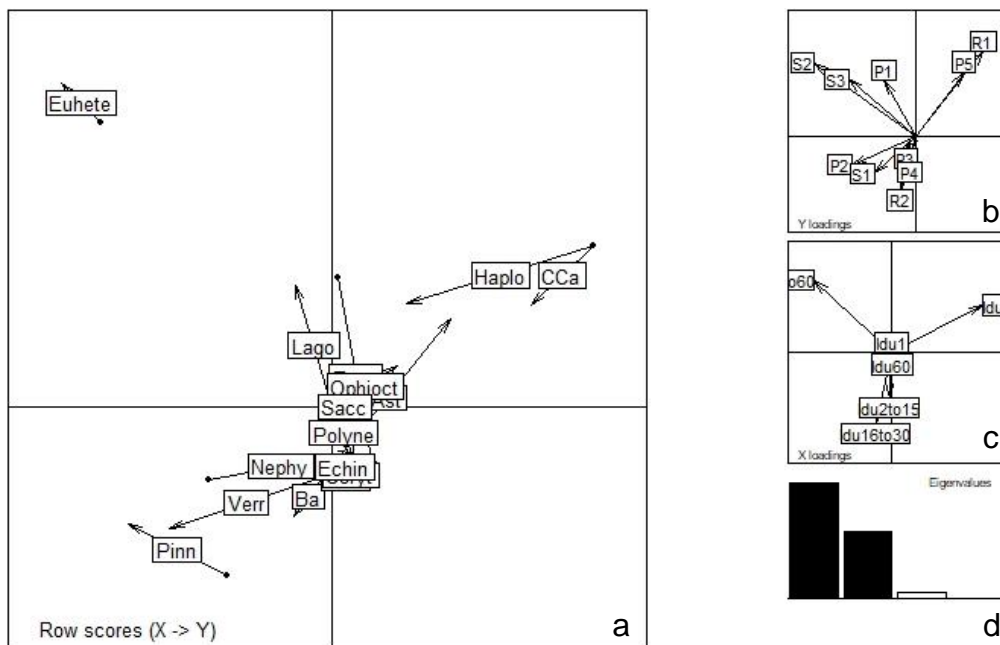 Euhete
Haplo
CCa
Lago
Ophioct
Ast
Sacc
Polyne
Nephy
Echin
Verr
Ba
Pinn
Row scores (X -> Y)
a
R1
S2
P5
P1
S3
P3
P2
S1
P4
R2
b
Y loadings
o60
ldu
ldu1
ldu60
du2to15
du16to30
c
X loadings
Eigenvalues
d